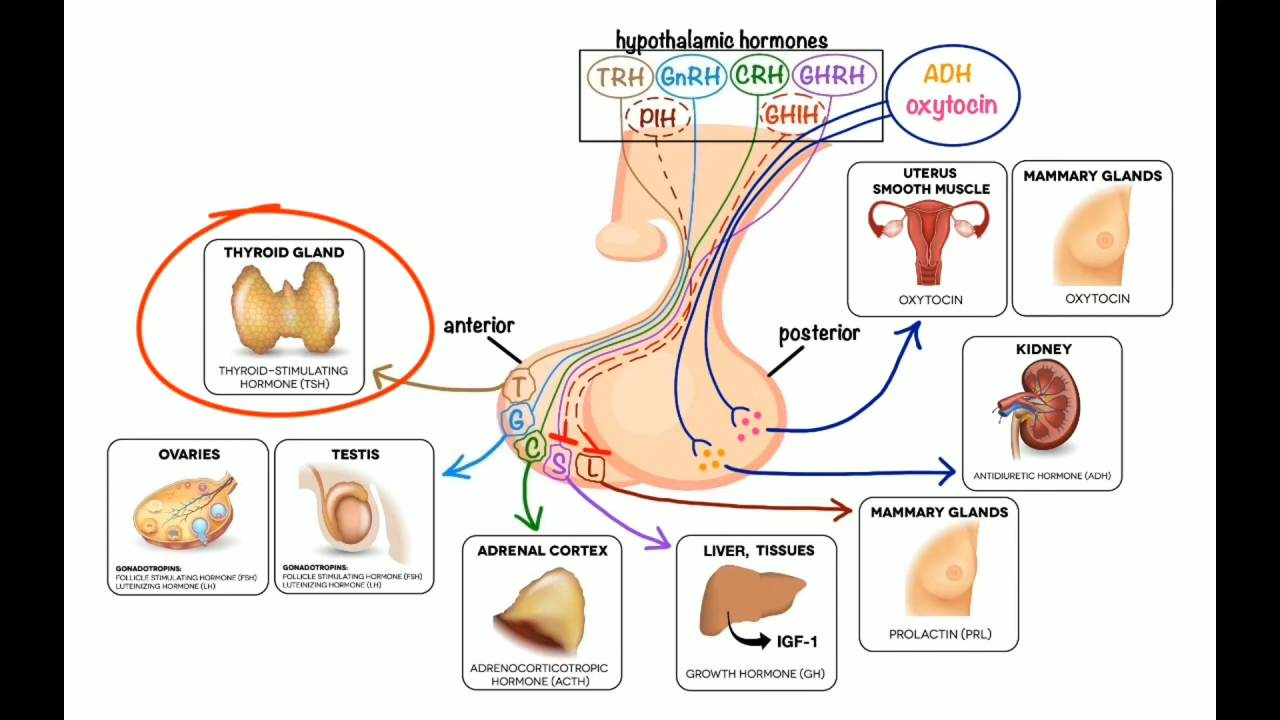 hypothalamic hormones
TRH
GnRH
CRH
GHRH
PIH
GHIH
ADH
oxytocin
UTERUS
SMOOTH MUSCLE
OXYTOCIN
MAMMARY GLANDS
OXYTOCIN
THYROID GLAND
THYROID-STIMULATING
HORMONE (TSH)
anterior
posterior
T
G
C
S
L
KIDNEY
ANTIDIURETIC HORMONE (ADH)
OVARIES
GONADOTROPINS:
FOLLICLE STIMULATING HORMONE (FSH)
LUTEINIZING HORMONE (LH)
TESTIS
GONADOTROPINS:
FOLLICLE STIMULATING HORMONE (FSH)
LUTEINIZING HORMONE (LH)
ADRENAL CORTEX
ADRENOCORTICOTROPIC
HORMONE (ACTH)
LIVER, TISSUES
IGF-1
GROWTH HORMONE (GH)
MAMMARY GLANDS
PROLACTIN (PRL)